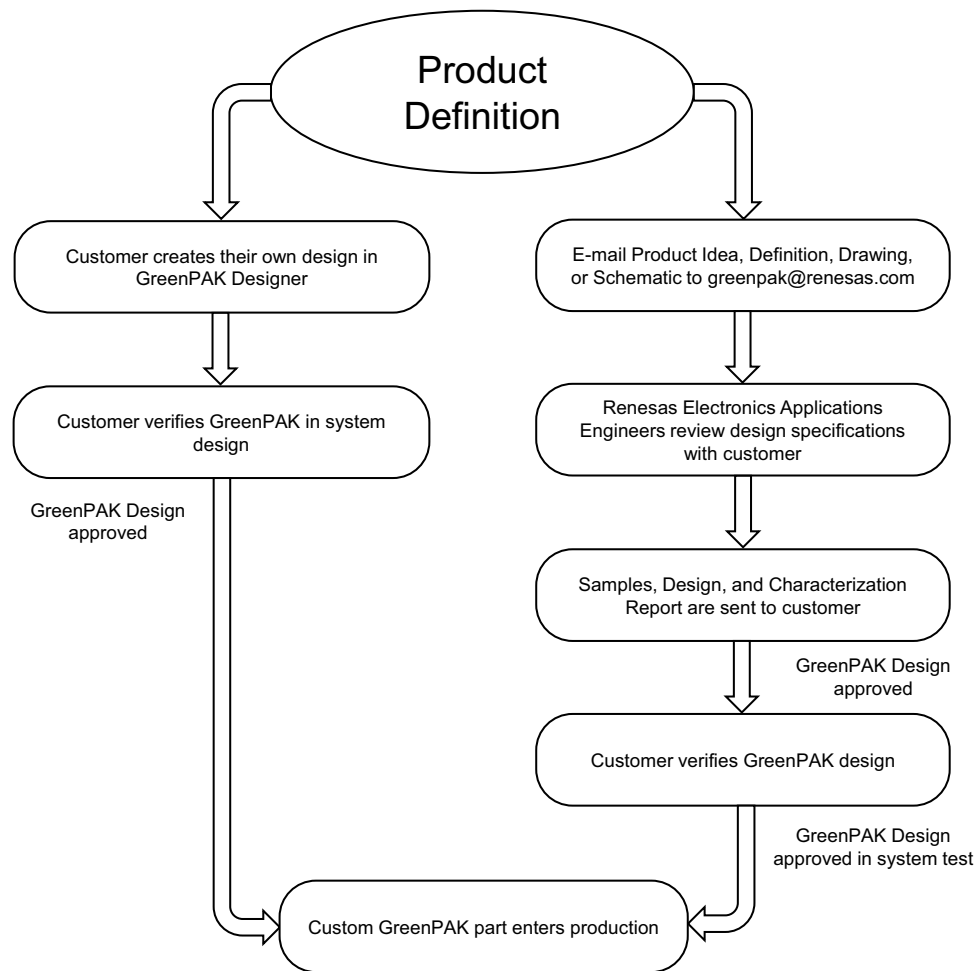 Product
Definition
Customer creates their own design in
GreenPAK Designer
Customer verifies GreenPAK in system
design
GreenPAK Design
approved
E-mail Product Idea, Definition, Drawing,
or Schematic to greenpak@renesas.com
Renesas Electronics Applications
Engineers review design specifications
with customer
Samples, Design, and Characterization
Report are sent to customer
GreenPAK Design
approved
Customer verifies GreenPAK design
GreenPAK Design
approved in system test
Custom GreenPAK part enters production